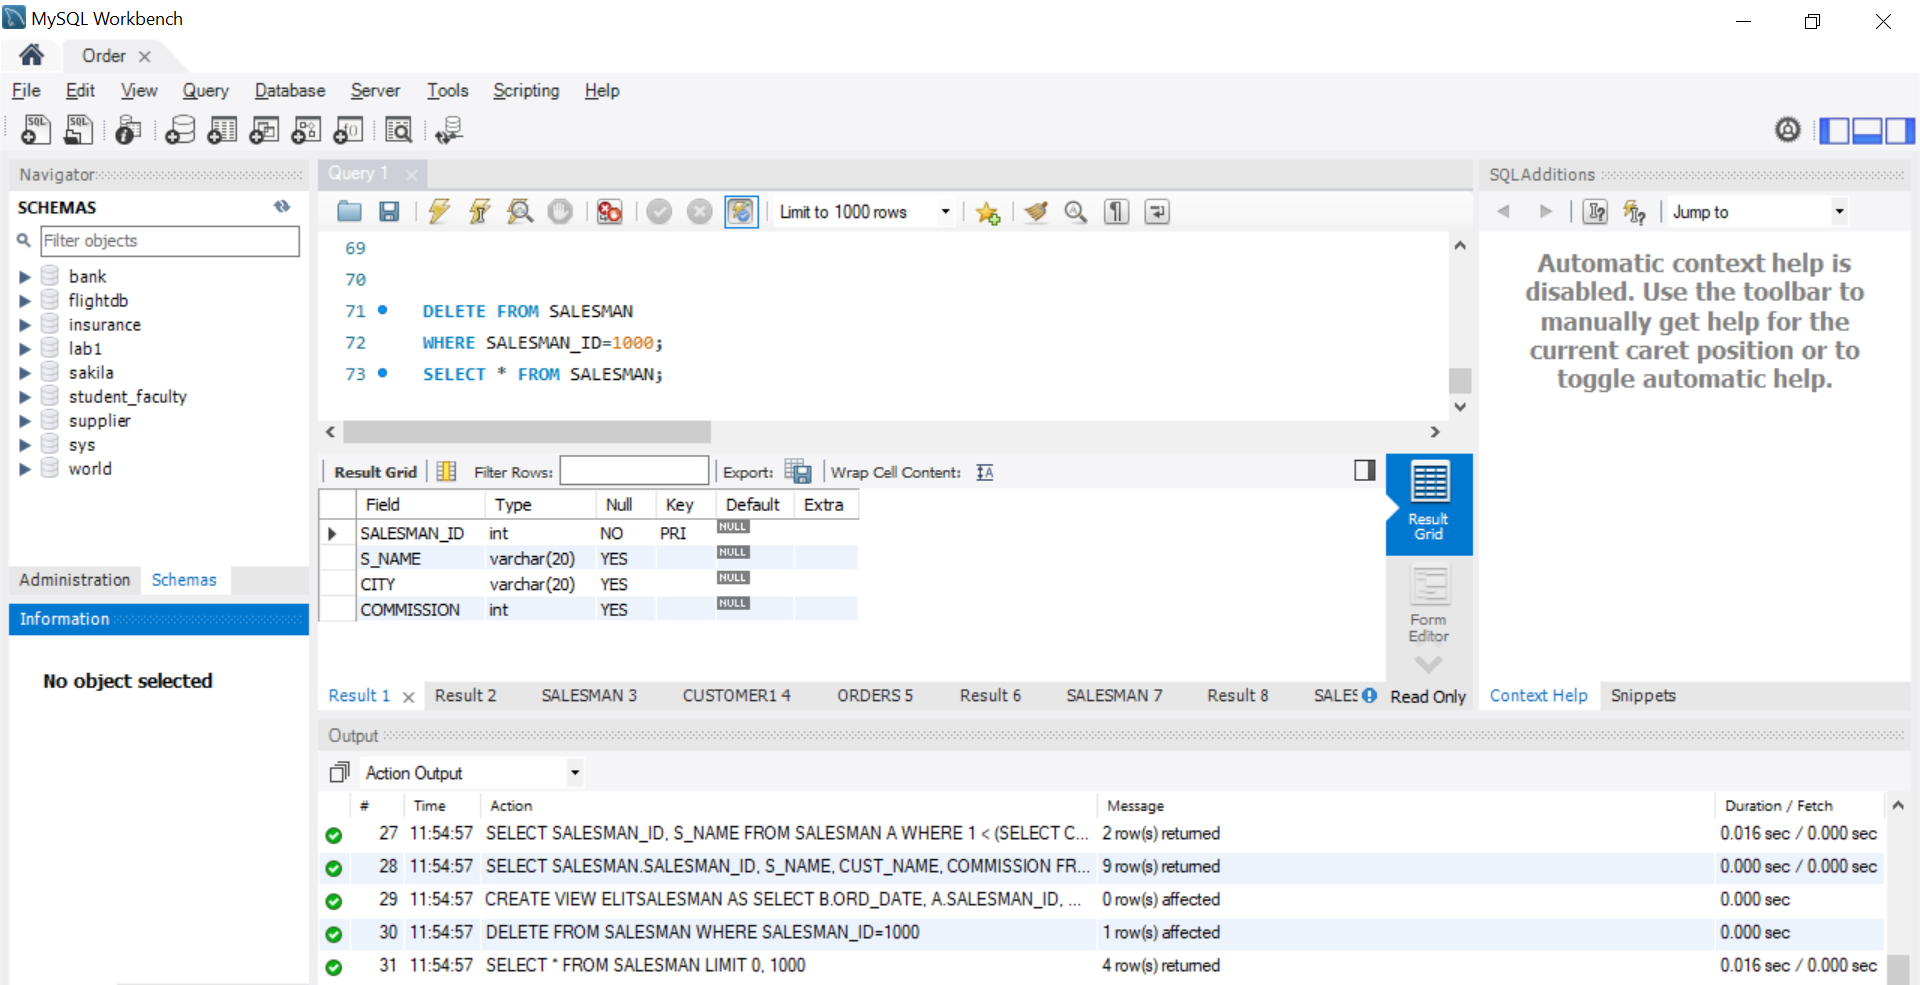 MySQL Workbench
Order
File Edit View Query Database Server Tools Scripting Help
Navigator
SCHEMAS
Filter objects
bank
flightdb
insurance
lab1
sakila
student_faculty
supplier
sys
world
Administration Schemas
Information
No object selected
Query 1
Limit to 1000 rows
69
70
71 DELETE FROM SALESMAN
72 WHERE SALESMAN_ID=1000;
73 SELECT * FROM SALESMAN;
Result Grid Filter Rows: Export: Wrap Cell Content:
Field Type Null Key Default Extra
SALESMAN_ID int NO PRI NULL
S_NAME varchar(20) YES NULL
CITY varchar(20) YES NULL
COMMISSION int YES NULL
Result Grid
Form Editor
Result 1 Result 2 SALESMAN 3 CUSTOMER1 4 ORDERS 5 Result 6 SALESMAN 7 Result 8 SALES Read Only
SQLAdditions
Jump to
Automatic context help is
disabled. Use the toolbar to
manually get help for the
current caret position or to
toggle automatic help.
Context Help Snippets
Output
Action Output
# Time Action Message Duration / Fetch
27 11:54:57 SELECT SALESMAN_ID, S_NAME FROM SALESMAN A WHERE 1 < (SELECT C... 2 row(s) returned 0.016 sec / 0.000 sec
28 11:54:57 SELECT SALESMAN.SALESMAN_ID, S_NAME, CUST_NAME, COMMISSION FR... 9 row(s) returned 0.000 sec / 0.000 sec
29 11:54:57 CREATE VIEW ELITSALESMAN AS SELECT B.ORD_DATE, A.SALESMAN_ID, ... 0 row(s) affected 0.000 sec
30 11:54:57 DELETE FROM SALESMAN WHERE SALESMAN_ID=1000 1 row(s) affected 0.000 sec
31 11:54:57 SELECT * FROM SALESMAN LIMIT 0, 1000 4 row(s) returned 0.016 sec / 0.000 sec